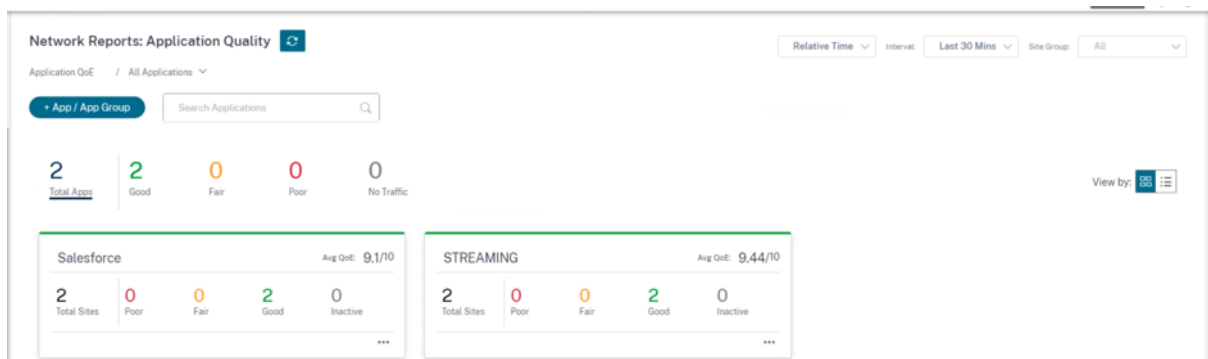 Network Reports: Application Quality
Relative Time Interval: Last 30 Mins Site Group: All
Application QoE / All Applications
+ App / App Group Search Applications
2 2 0 0 0
Total Apps Good Fair Poor No Traffic
View by:
Salesforce Avg QoE: 9.1/10
2 0 0 2 0
Total Sites Poor Fair Good Inactive
...
STREAMING Avg QoE: 9.44/10
2 0 0 2 0
Total Sites Poor Fair Good Inactive
...